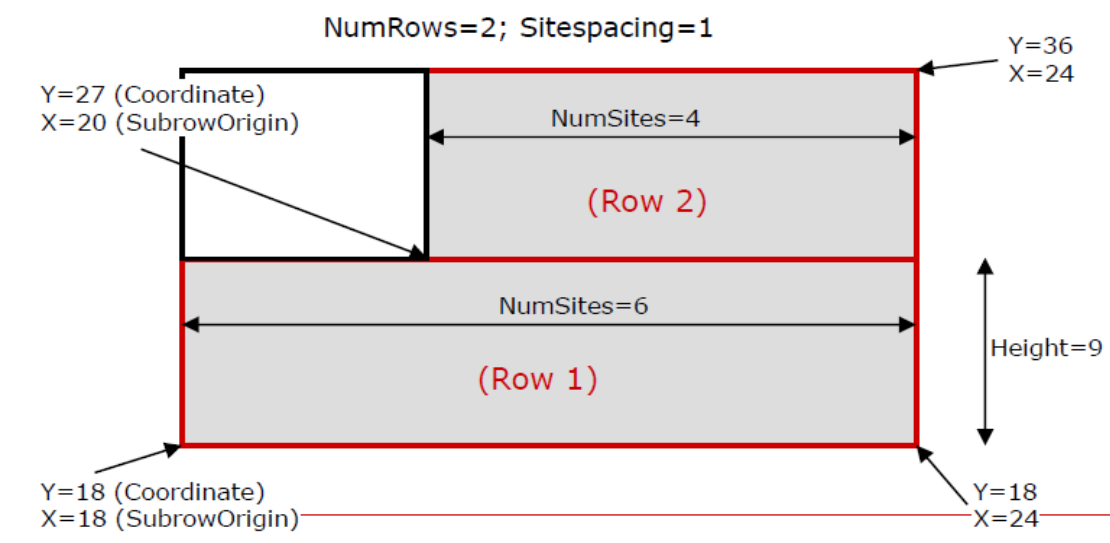 NumRows=2; Sitespacing=1
Y=36
X=24
Y=27 (Coordinate)
X=20 (SubrowOrigin)
NumSites=4
(Row 2)
NumSites=6
Height=9
(Row 1)
Y=18 (Coordinate)
X=18 (SubrowOrigin)
Y=18
X=24